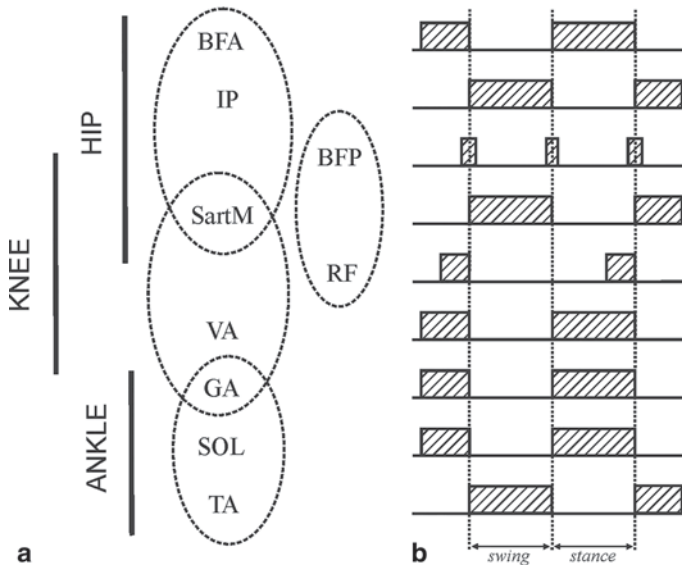 HIP
KNEE
ANKLE
BFA
IP
BFP
SartM
RF
VA
GA
SOL
TA
a
b
swing
stance